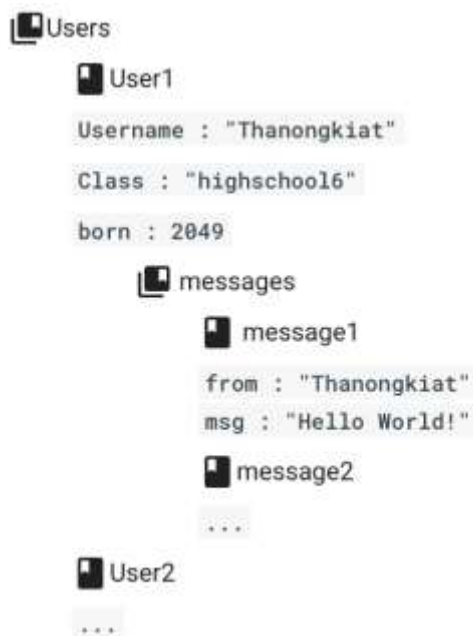 Users
User1
Username : "Thanongkiat"
Class : "highschool6"
born : 2049
messages
message1
from : "Thanongkiat"
msg : "Hello World!"
message2
...
User2
...